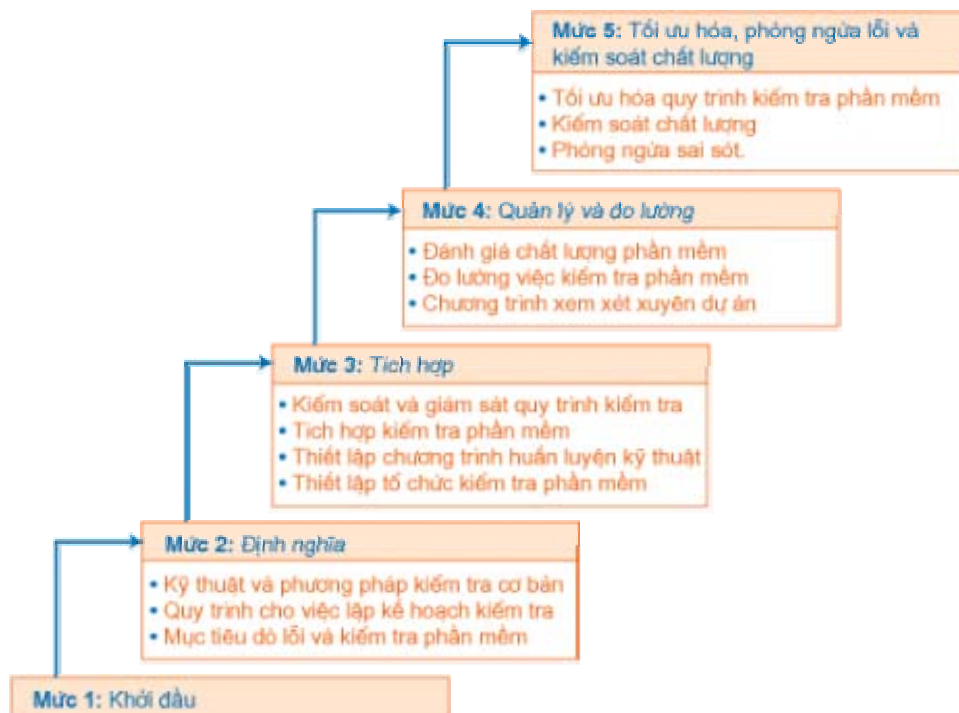 Mức 5: Tối ưu hóa, phòng ngừa lỗi và
kiểm soát chất lượng
• Tối ưu hóa quy trình kiểm tra phần mềm
• Kiểm soát chất lượng
• Phòng ngừa sai sót.
Mức 4: Quản lý và đo lường
• Đánh giá chất lượng phần mềm
• Đo lường việc kiểm tra phần mềm
• Chương trình xem xét xuyên dự án
Mức 3: Tích hợp
• Kiểm soát và giám sát quy trình kiểm tra
• Tích hợp kiểm tra phần mềm
• Thiết lập chương trình huấn luyện kỹ thuật
• Thiết lập tổ chức kiểm tra phần mềm
Mức 2: Định nghĩa
• Kỹ thuật và phương pháp kiểm tra cơ bản
• Quy trình cho việc lập kế hoạch kiểm tra
• Mục tiêu dò lỗi và kiểm tra phần mềm
Mức 1: Khởi đầu